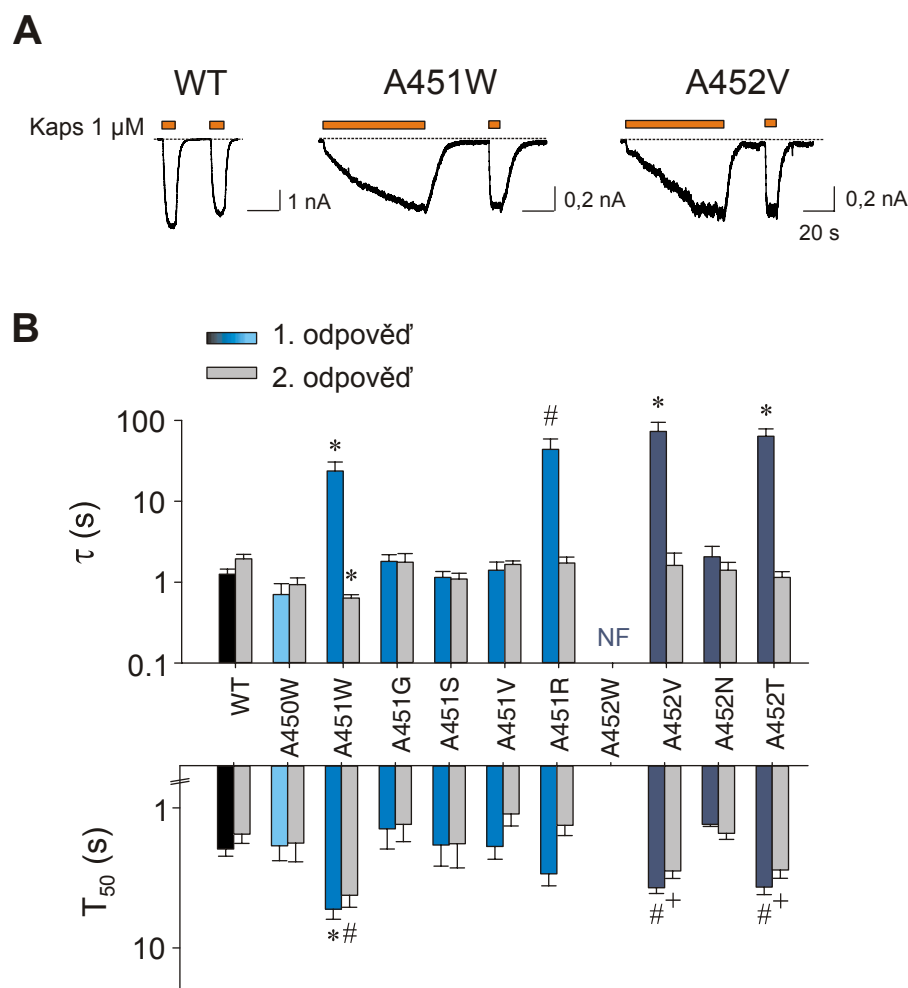 A
WT A451W A452V
Kaps 1 µM
1 nA 0,2 nA 0,2 nA
20 s
B
1. odpověď
2. odpověď
τ (s)
100
10
1
0.1
* * # * *
NF
WT A450W A451W A451G A451S A451V A451R A452W A452V A452N A452T
T50 (s)
1
10
* # # + # +